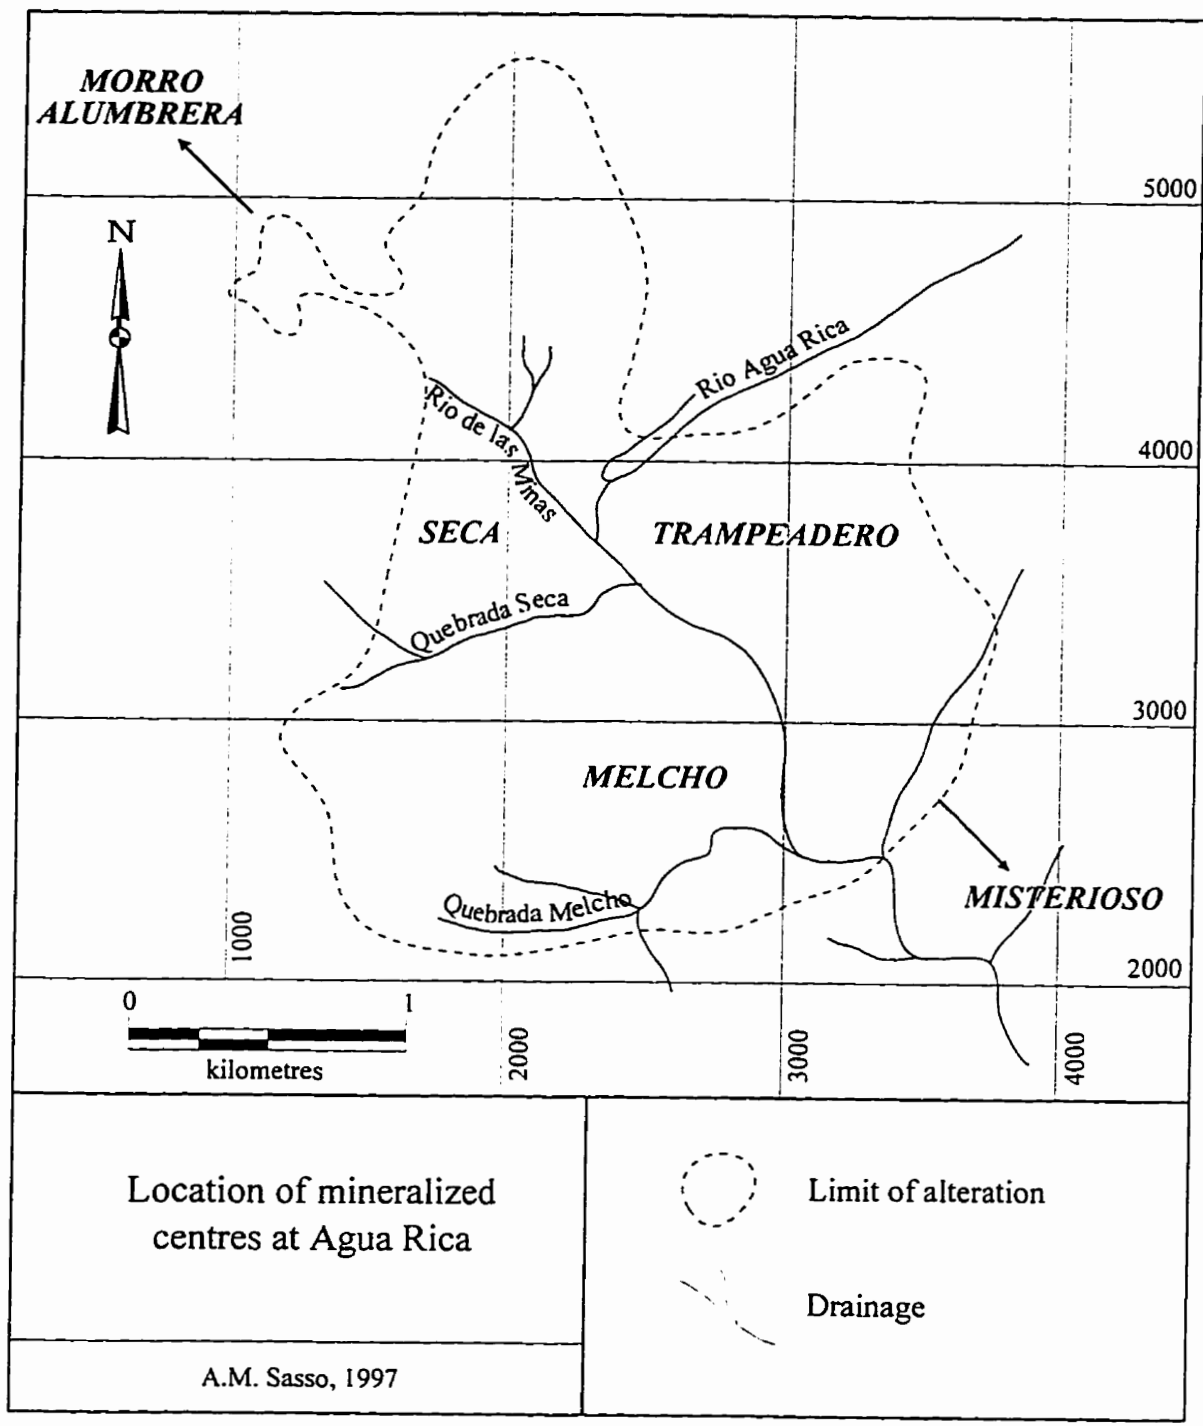 MORRO
ALUMBRERA
5000
N
Rio Agua Rica
Rio de las Minas
4000
SECA
TRAMPEADERO
Quebrada Seca
3000
MELCHO
MISTERIOSO
Quebrada Melcho
1000
2000
0 1
kilometres
2000
3000
4000
Location of mineralized
centres at Agua Rica
Limit of alteration
Drainage
A.M. Sasso, 1997